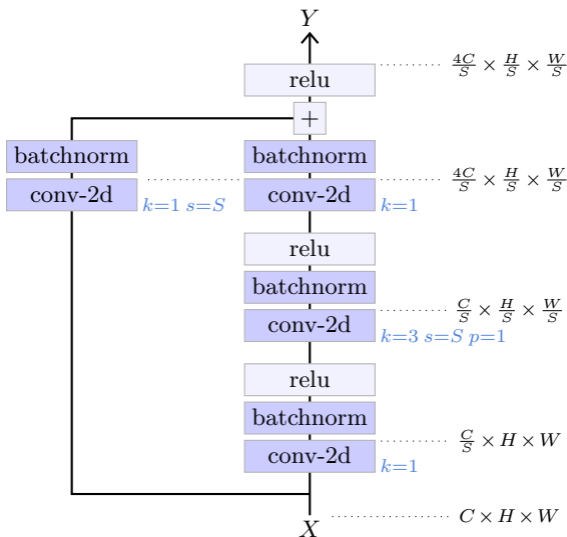 Y
relu
4C/S × H/S × W/S
+
batchnorm
batchnorm
conv-2d
k=1 s=S
conv-2d
k=1
4C/S × H/S × W/S
relu
batchnorm
conv-2d
k=3 s=S p=1
C/S × H/S × W/S
relu
batchnorm
conv-2d
k=1
C/S × H × W
X
C × H × W